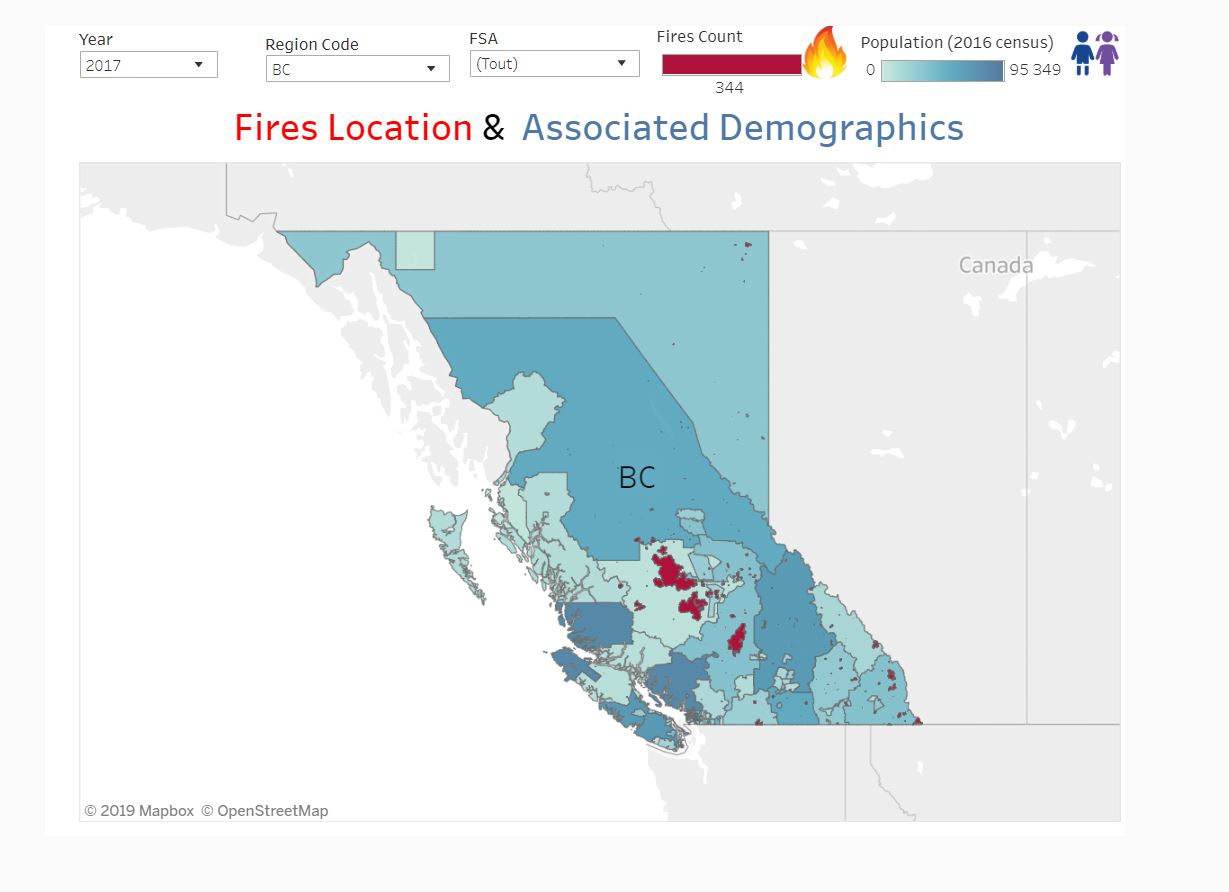 Year
2017
Region Code
BC
FSA
(Tout)
Fires Count
344
Population (2016 census)
0
95 349
Fires Location & Associated Demographics
Canada
BC
© 2019 Mapbox © OpenStreetMap